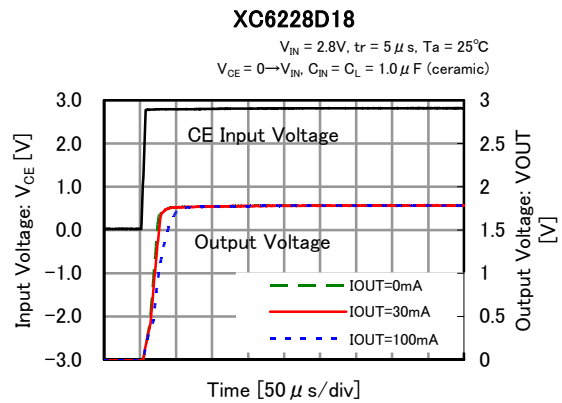 XC6228D18
VIN = 2.8V, tr = 5 μ s, Ta = 25℃
VCE = 0→VIN, CIN = CL = 1.0 μ F (ceramic)
Input Voltage: VCE [V]
3.0
2.0
1.0
0.0
-1.0
-2.0
-3.0
CE Input Voltage
Output Voltage
IOUT=0mA
IOUT=30mA
IOUT=100mA
3
2.5
2
1.5
1
0.5
0
Output Voltage: VOUT
[V]
Time [50 μ s/div]